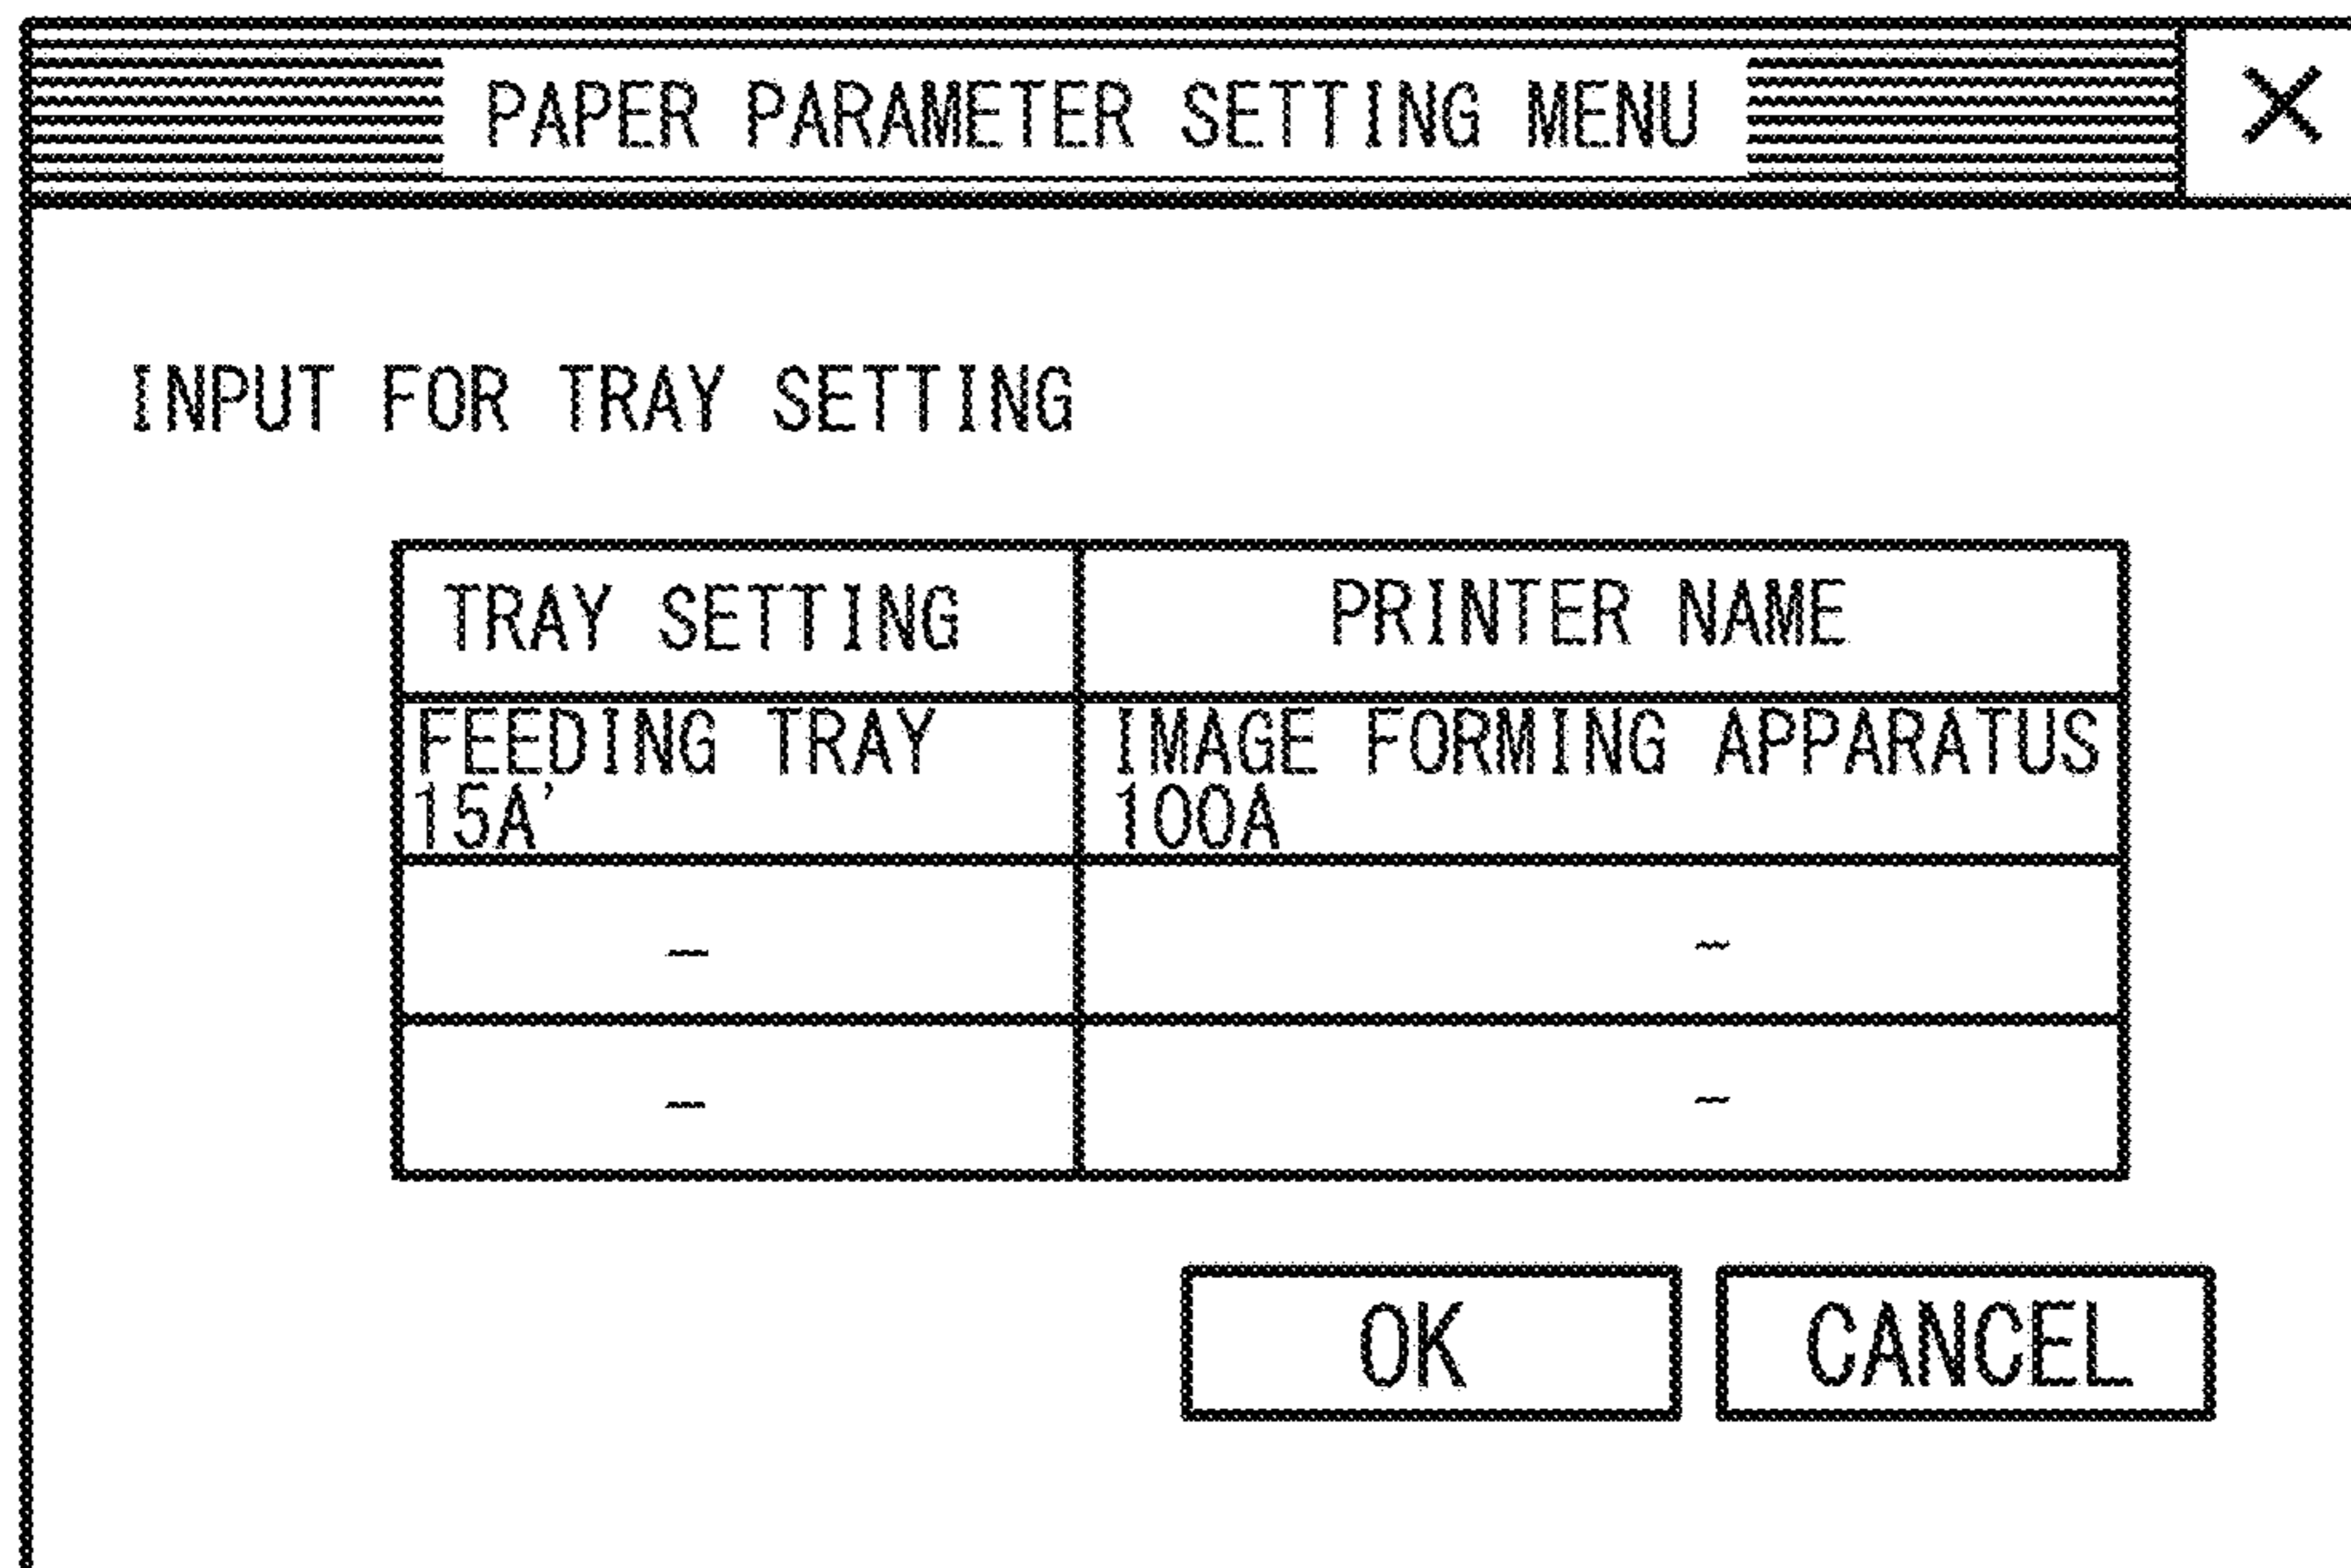 PAPER PARAMETER SETTING MENU ×
INPUT FOR TRAY SETTING
TRAY SETTING PRINTER NAME
FEEDING TRAY IMAGE FORMING APPARATUS
15A' 100A
— —
— —
OK CANCEL